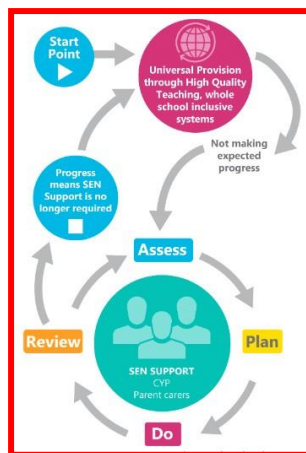 Start
Point
Universal Provision
through High Quality
Teaching, whole
school inclusive
systems
Not making
expected
progress
Progress
means SEN
Support is no
longer required
Assess
Review
Plan
SEN SUPPORT
CYP
Parent carers
Do